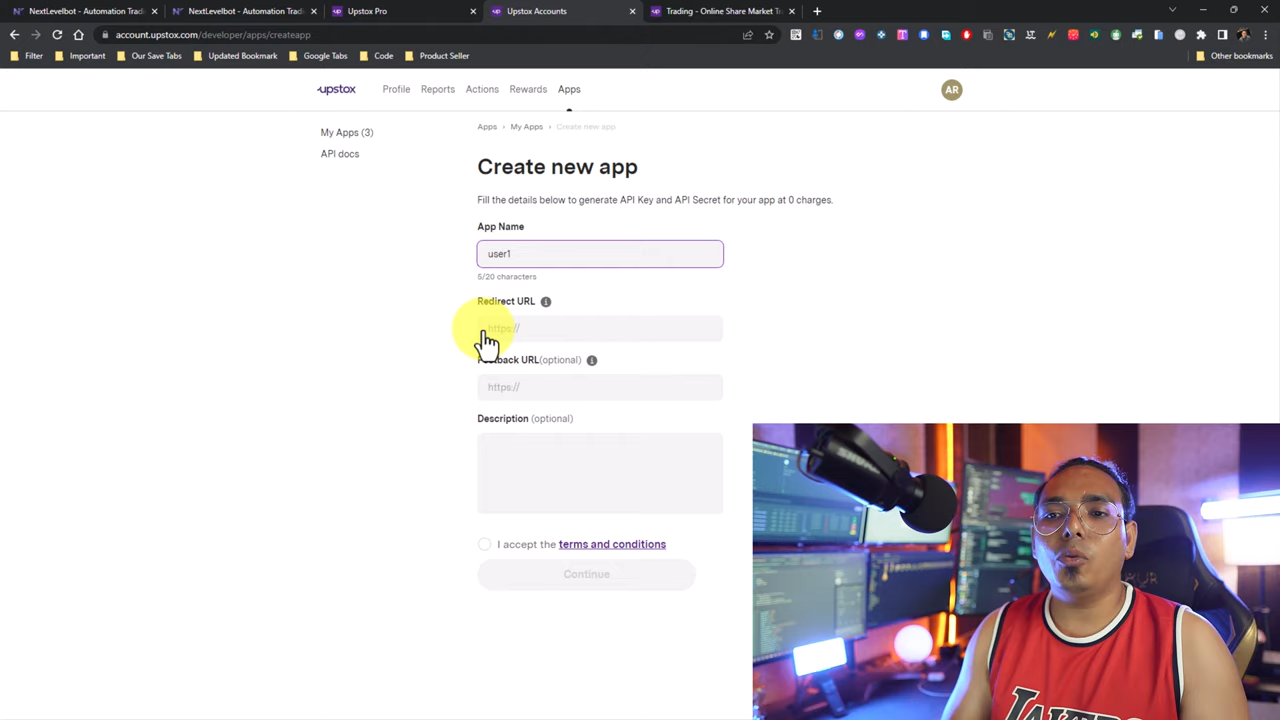 NextLevelbot - Automation Trad
NextLevelbot - Automation Trad
Upstox Pro
Upstox Accounts
Trading - Online Share Market Tr
account.upstox.com/developer/apps/createapp
Filter
Important
Our Save Tabs
Updated Bookmark
Google Tabs
Code
Product Seller
Other bookmarks
upstox
Profile
Reports
Actions
Rewards
Apps
AR
My Apps (3)
API docs
Apps › My Apps › Create new app
Create new app
Fill the details below to generate API Key and API Secret for your app at 0 charges.
App Name
user1
5/20 characters
Redirect URL
https://
back URL(optional)
https://
Description (optional)
I accept the terms and conditions
Continue